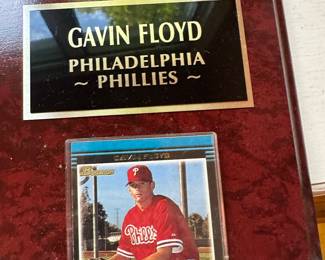 GAVIN FLOYD
PHILADELPHIA
~ PHILLIES ~
GAVIN FLOYD
Bowman
P
Phillies